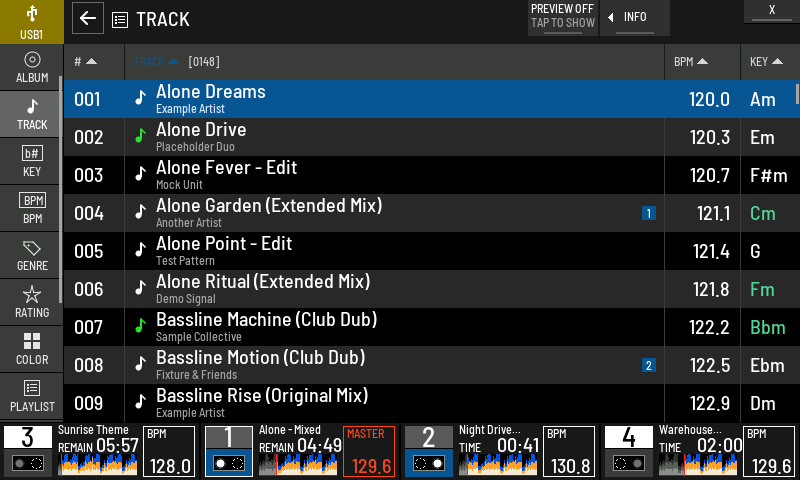 USB1
TRACK
PREVIEW OFF
TAP TO SHOW
INFO
X
ALBUM
TRACK
KEY
b#
BPM
BPM
GENRE
RATING
COLOR
PLAYLIST
# TRACK [0148] BPM KEY
001 Alone Dreams 120.0 Am
Example Artist
002 Alone Drive 120.3 Em
Placeholder Duo
003 Alone Fever - Edit 120.7 F#m
Mock Unit
004 Alone Garden (Extended Mix) 1 121.1 Cm
Another Artist
005 Alone Point - Edit 121.4 G
Test Pattern
006 Alone Ritual (Extended Mix) 121.8 Fm
Demo Signal
007 Bassline Machine (Club Dub) 122.2 Bbm
Sample Collective
008 Bassline Motion (Club Dub) 2 122.5 Ebm
Fixture & Friends
009 Bassline Rise (Original Mix) 122.9 Dm
Example Artist
3 Sunrise Theme BPM
REMAIN 05:57
128.0
1 Alone - Mixed MASTER
REMAIN 04:49
129.6
2 Night Drive... BPM
TIME 00:41
130.8
4 Warehouse... BPM
TIME 02:00
129.6